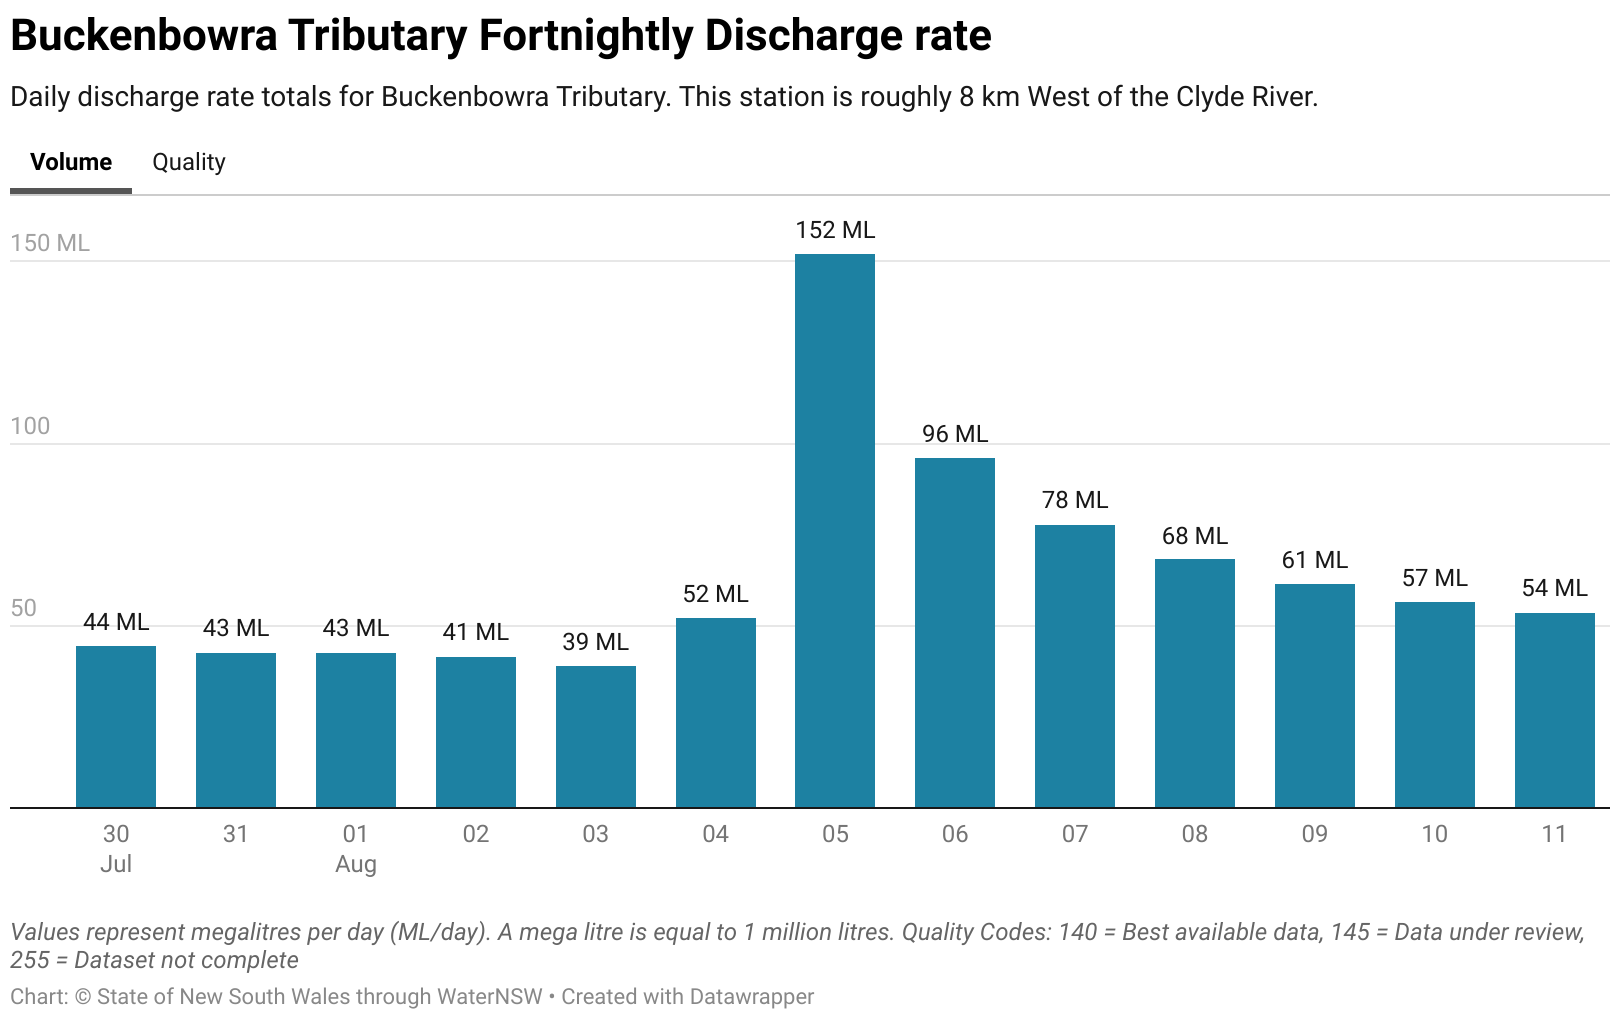 Buckenbowra Tributary Fortnightly Discharge rate
Daily discharge rate totals for Buckenbowra Tributary. This station is roughly 8 km West of the Clyde River.
Volume Quality
150 ML
100
50
44 ML
43 ML
43 ML
41 ML
39 ML
52 ML
152 ML
96 ML
78 ML
68 ML
61 ML
57 ML
54 ML
30 31 01 02 03 04 05 06 07 08 09 10 11
Jul Aug
Values represent megalitres per day (ML/day). A mega litre is equal to 1 million litres. Quality Codes: 140 = Best available data, 145 = Data under review,
255 = Dataset not complete
Chart: © State of New South Wales through WaterNSW • Created with Datawrapper